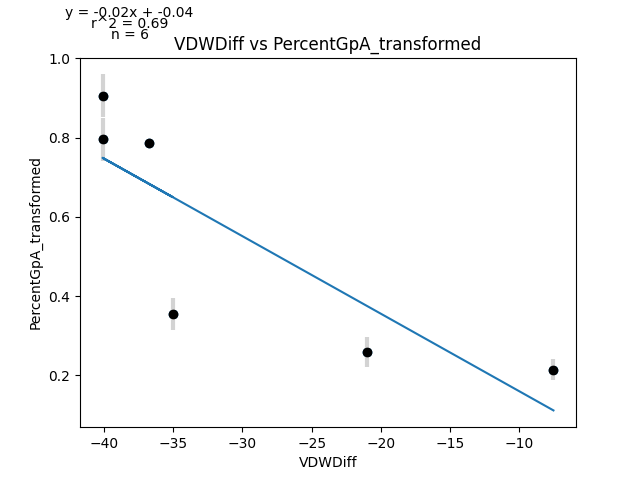 y = -0.02x + -0.04
r^2 = 0.69
n = 6
VDWDiff vs PercentGpA_transformed
1.0
0.8
0.6
0.4
0.2
PercentGpA_transformed
−40
−35
−30
−25
−20
−15
−10
VDWDiff